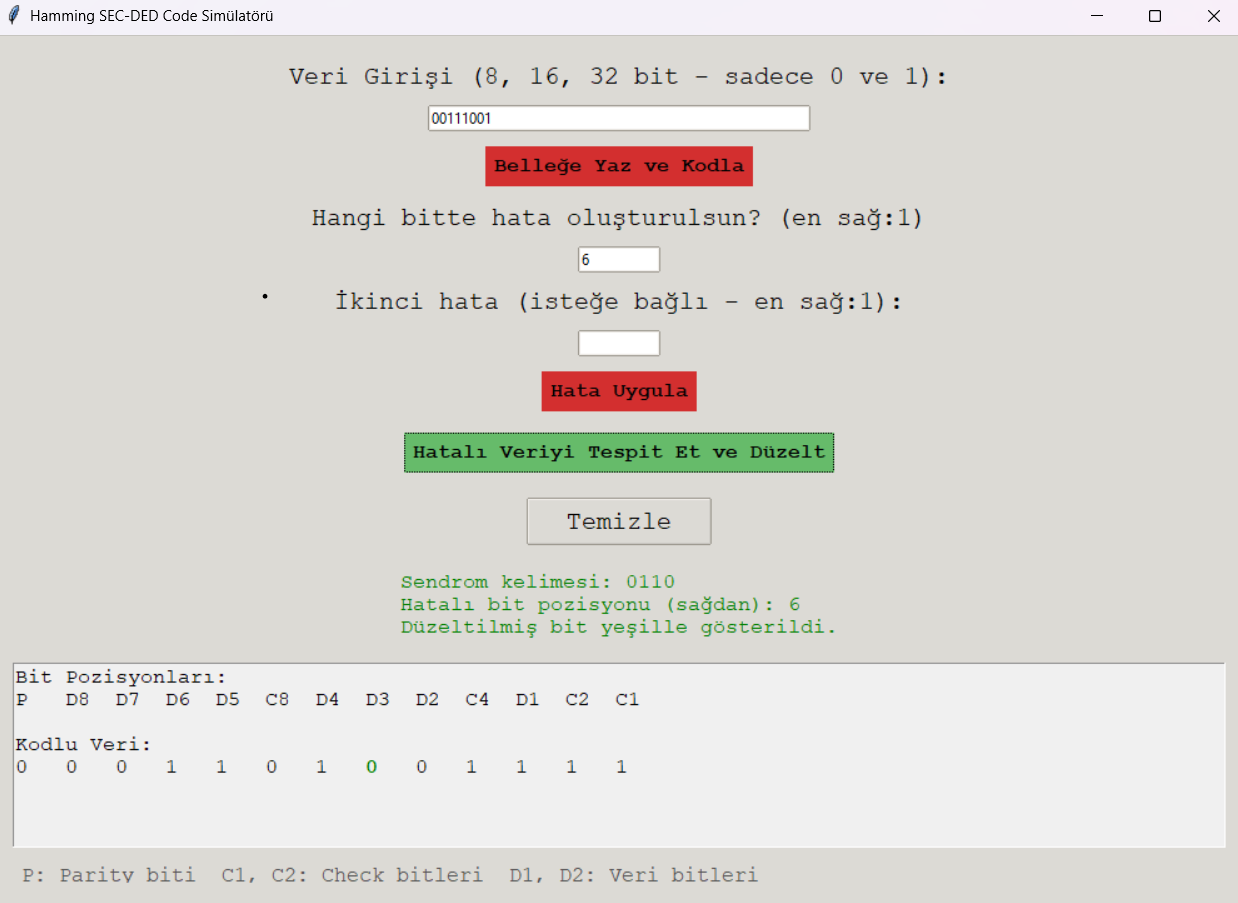 Hamming SEC-DED Code Simülatörü
Veri Girişi (8, 16, 32 bit - sadece 0 ve 1):
00111001
Belleğe Yaz ve Kodla
Hangi bitte hata oluşturulsun? (en sağ:1)
6
İkinci hata (isteğe bağlı - en sağ:1):
Hata Uygula
Hatalı Veriyi Tespit Et ve Düzelt
Temizle
Sendrom kelimesi: 0110
Hatalı bit pozisyonu (sağdan): 6
Düzeltilmiş bit yeşille gösterildi.
Bit Pozisyonları:
P D8 D7 D6 D5 C8 D4 D3 D2 C4 D1 C2 C1
Kodlu Veri:
0 0 0 1 1 0 1 0 0 1 1 1 1
P: Parity biti C1, C2: Check bitleri D1, D2: Veri bitleri